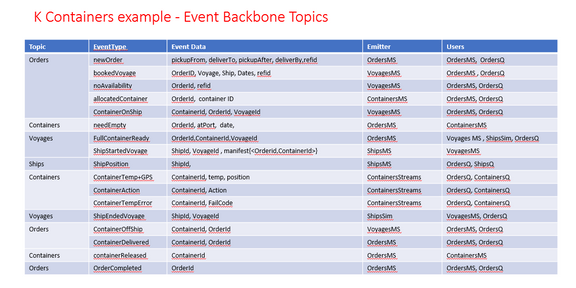 K Containers example - Event Backbone Topics
Topic EventType Event Data Emitter Users
Orders newOrder pickupFrom, deliverTo, pickupAfter, deliverBy,refid OrdersMS OrdersMS, OrdersQ
bookedVoyage OrderID, Voyage, Ship, Dates, refid VoyagesMS OrdersMS , OrdersQ
noAvailability OrderId, refid VoyagesMS OrdersMS , OrdersQ
allocatedContainer OrderId, container ID ContainersMS OrdersMS , OrdersQ
ContainerOnShip ContainerId, OrderId, VoyageId VoyagesMS OrdersMS , OrdersQ
Containers needEmpty OrderId, atPort, date, OrdersMS ContainersMS
Voyages FullContainerReady OrderId,ContainerId,VoyageId OrdersMS Voyages MS , ShipsSim, OrdersQ
ShipStartedVoyage ShipId, VoyageId , manifest[<OrderId,ContainerId>] ShipsMS VoyagesMS
Ships ShipPosition ShipId, ShipsMS OrdersQ, ShipsQ
Containers ContainerTemp+GPS ContainerId, temp, position ContainersStreams OrdersQ, ContainersQ
ContainerAction ContainerId, Action ContainersStreams OrdersQ, ContainersQ
ContainerTempError ContainerId, FailCode ContainersStreams OrdersQ, ContainersQ
Voyages ShipEndedVoyage ShipId, VoyageId ShipsSim VoyagesMS, OrdersQ
Orders ContainerOffShip ContainerId, OrderId VoyagesMS OrdersMS, OrdersQ
ContainerDelivered ContainerId, OrderId OrdersMS OrdersMS, OrdersQ
Containers containerReleased ContainerId OrdersMS ContainersMS
Orders OrderCompleted OrderId OrdersMS OrdersMS, OrdersQ